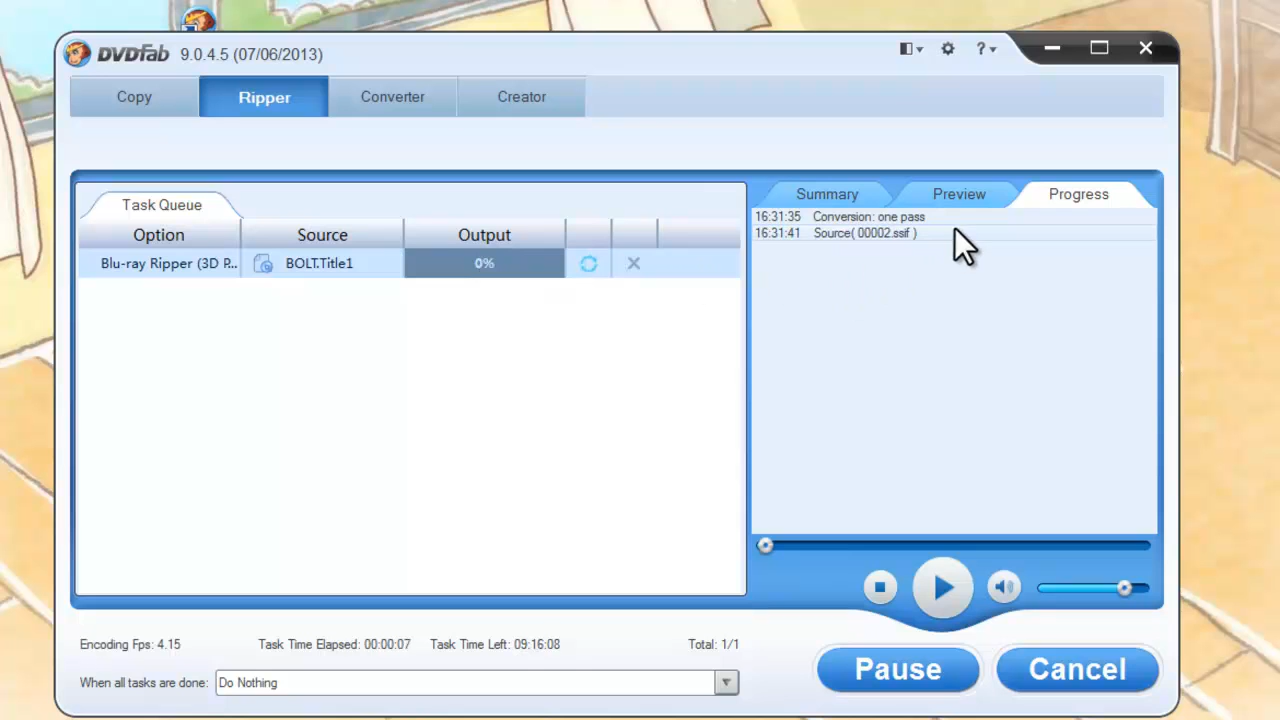 DVDFab 9.0.4.5 (07/06/2013)
?
Copy Ripper Converter Creator
Task Queue
Option Source Output
Blu-ray Ripper (3D R.. BOLT.Title1 0%
Summary Preview Progress
16:31:35 Conversion: one pass
16:31:41 Source( 00002.ssif )
Encoding Fps: 4.15 Task Time Elapsed: 00:00:07 Task Time Left: 09:16:08 Total: 1/1
When all tasks are done: Do Nothing
Pause Cancel